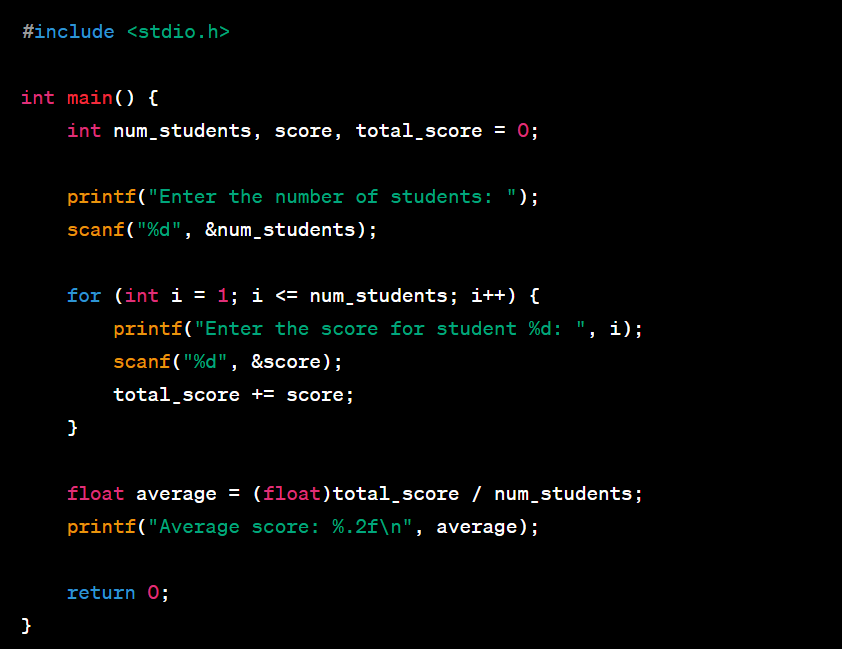 #include <stdio.h>
int main() {
    int num_students, score, total_score = 0;
    printf("Enter the number of students: ");
    scanf("%d", &num_students);
    for (int i = 1; i <= num_students; i++) {
        printf("Enter the score for student %d: ", i);
        scanf("%d", &score);
        total_score += score;
    }
    float average = (float)total_score / num_students;
    printf("Average score: %.2f\n", average);
    return 0;
}